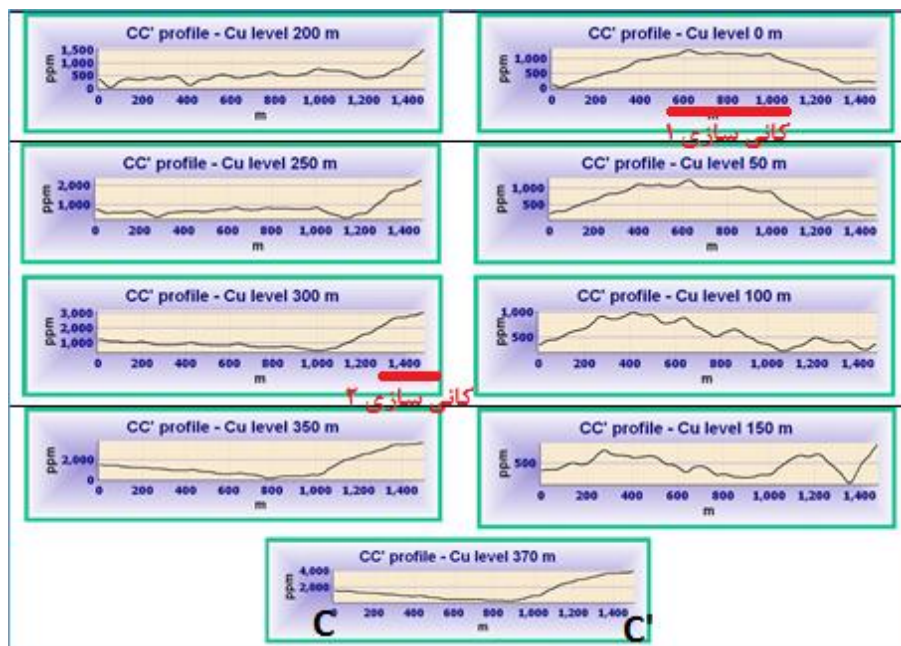 CC' profile - Cu level 200 m
1,500
1,000
500
0
ppm
0 200 400 600 800 1,000 1,200 1,400
m
CC' profile - Cu level 0 m
1,000
500
0
ppm
0 200 400 600 800 1,000 1,200 1,400
m
کانی سازی ۱
CC' profile - Cu level 250 m
2,000
1,000
ppm
0 200 400 600 800 1,000 1,200 1,400
m
CC' profile - Cu level 50 m
1,000
500
ppm
0 200 400 600 800 1,000 1,200 1,400
m
CC' profile - Cu level 300 m
3,000
2,000
1,000
ppm
0 200 400 600 800 1,000 1,200 1,400
m
کانی سازی ۲
CC' profile - Cu level 100 m
1,000
500
ppm
0 200 400 600 800 1,000 1,200 1,400
m
CC' profile - Cu level 350 m
2,000
0
ppm
0 200 400 600 800 1,000 1,200 1,400
m
CC' profile - Cu level 150 m
500
ppm
0 200 400 600 800 1,000 1,200 1,400
m
CC' profile - Cu level 370 m
4,000
2,000
ppm
0 200 400 600 800 1,000 1,200 1,400
m
C C'